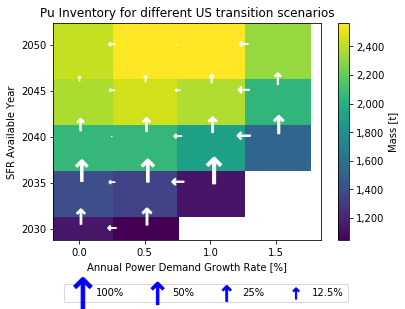 Pu Inventory for different US transition scenarios
SFR Available Year
2050
2045
2040
2035
2030
0.0 0.5 1.0 1.5
Annual Power Demand Growth Rate [%]
2,400
2,200
2,000
1,800
1,600
1,400
1,200
Mass [t]
100% 50% 25% 12.5%